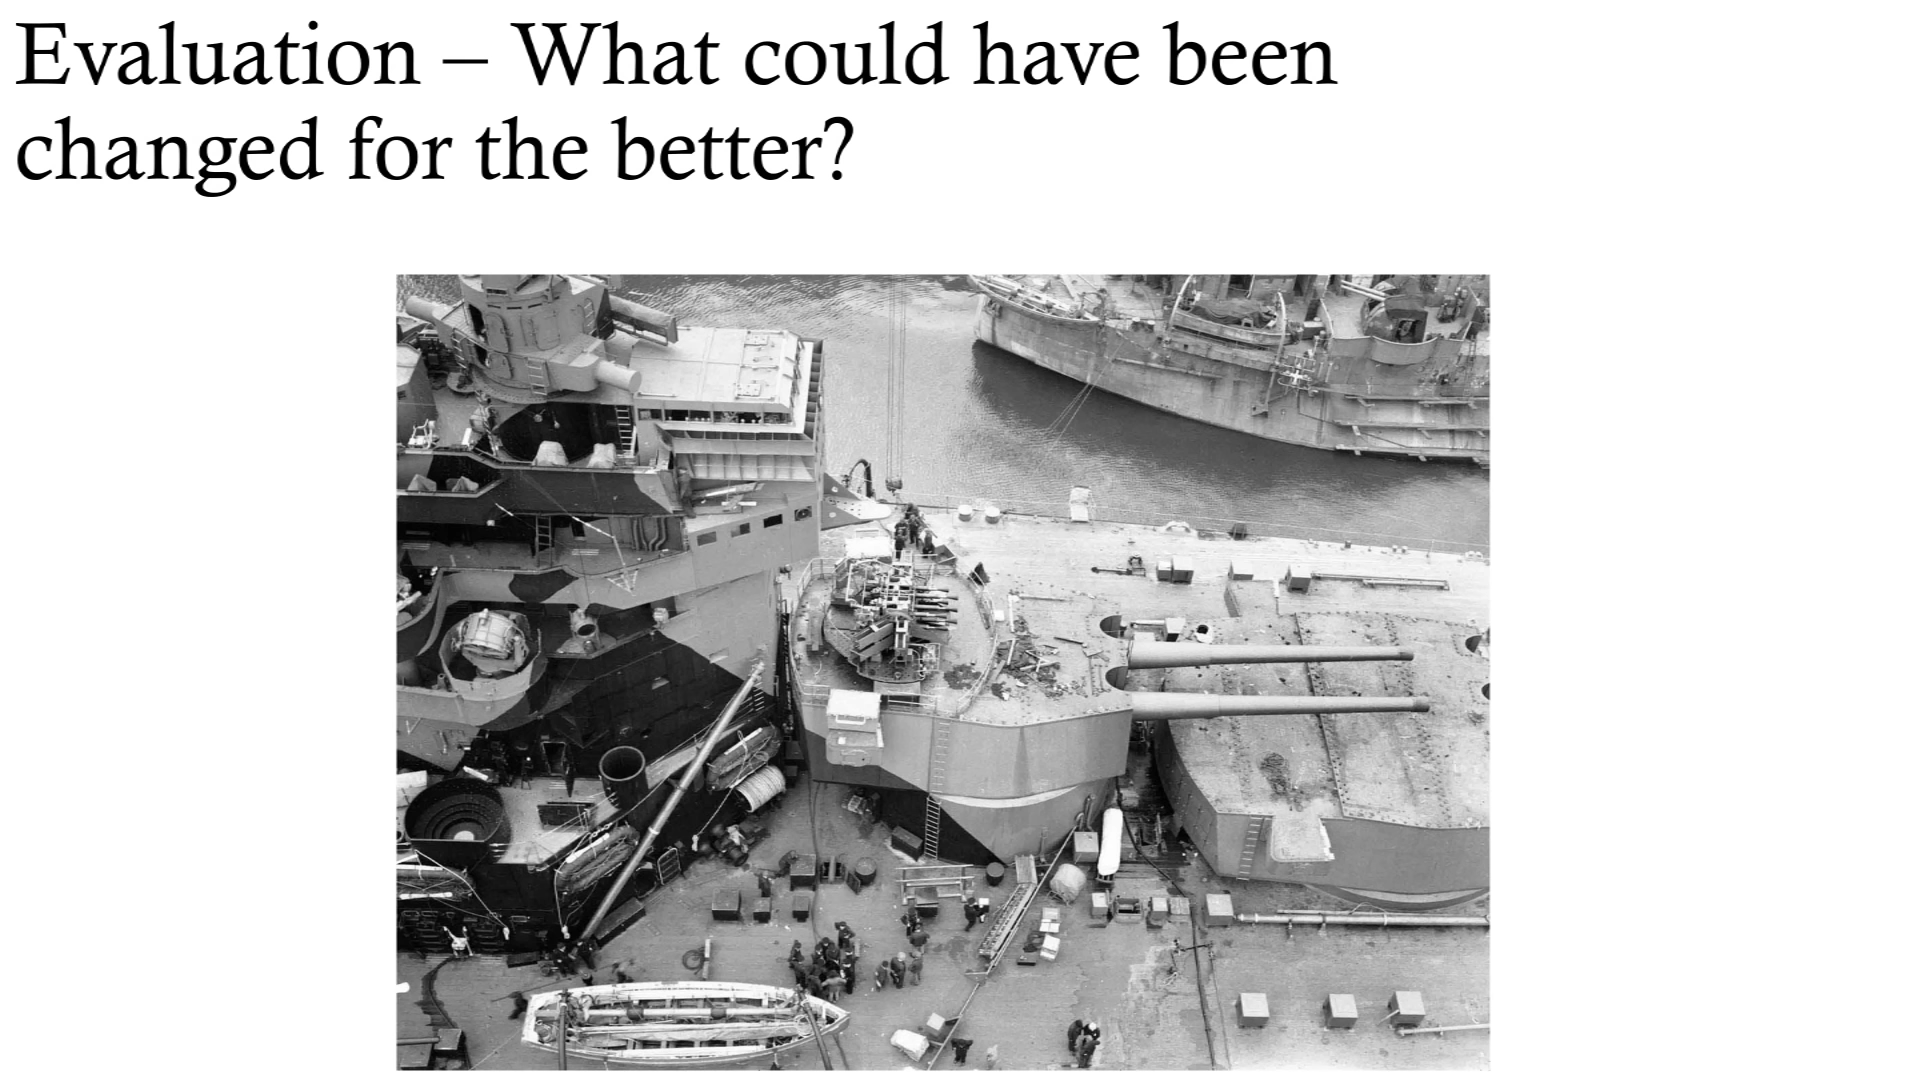 Evaluation – What could have been
changed for the better?